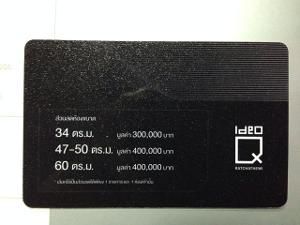 ส่วนลดห้องขนาด
34 ตร.ม. มูลค่า 300,000 บาท
47-50 ตร.ม. มูลค่า 400,000 บาท
60 ตร.ม. มูลค่า 400,000 บาท
ideo
Q
RATCHATHEWI